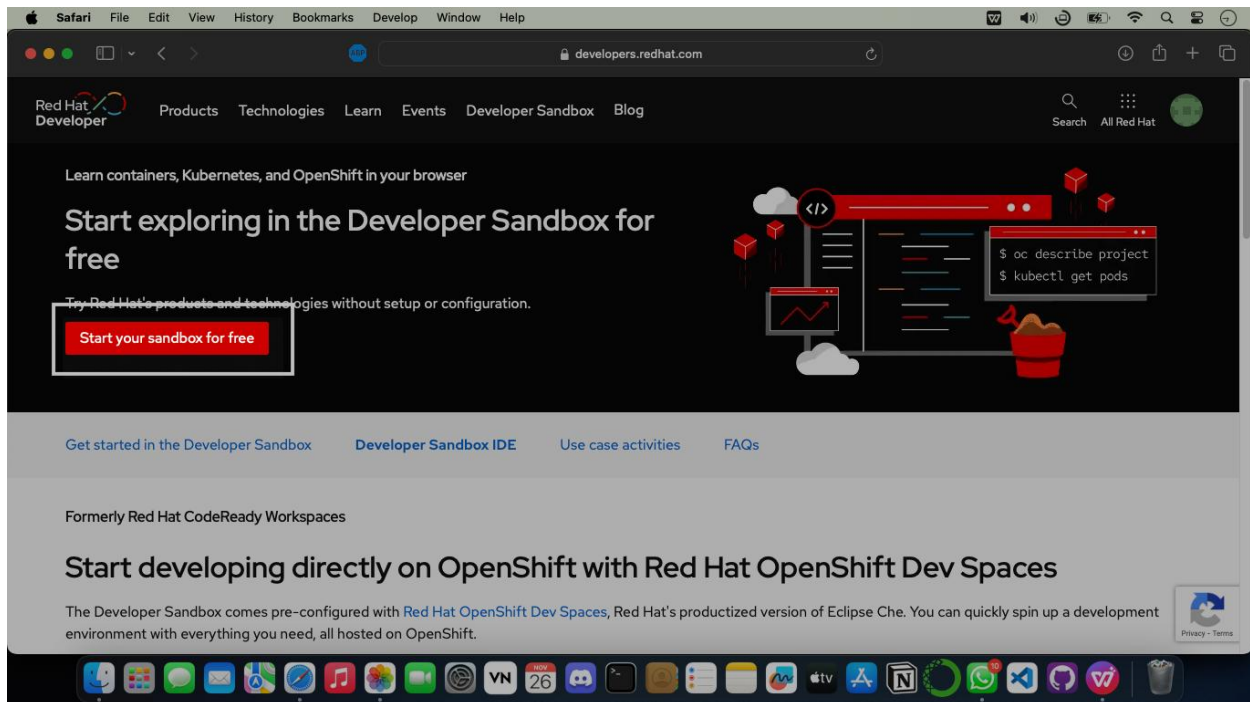 Safari File Edit View History Bookmarks Develop Window Help
ABP
developers.redhat.com
Red Hat
Developer
Products Technologies Learn Events Developer Sandbox Blog
Search All Red Hat
Learn containers, Kubernetes, and OpenShift in your browser
Start exploring in the Developer Sandbox for
free
Try Red Hat's products and technologies without setup or configuration.
Start your sandbox for free
</>
$ oc describe project
$ kubectl get pods
Get started in the Developer Sandbox Developer Sandbox IDE Use case activities FAQs
Formerly Red Hat CodeReady Workspaces
Start developing directly on OpenShift with Red Hat OpenShift Dev Spaces
The Developer Sandbox comes pre-configured with Red Hat OpenShift Dev Spaces, Red Hat's productized version of Eclipse Che. You can quickly spin up a development
environment with everything you need, all hosted on OpenShift.
Privacy - Terms
VN
NOV
26
tv